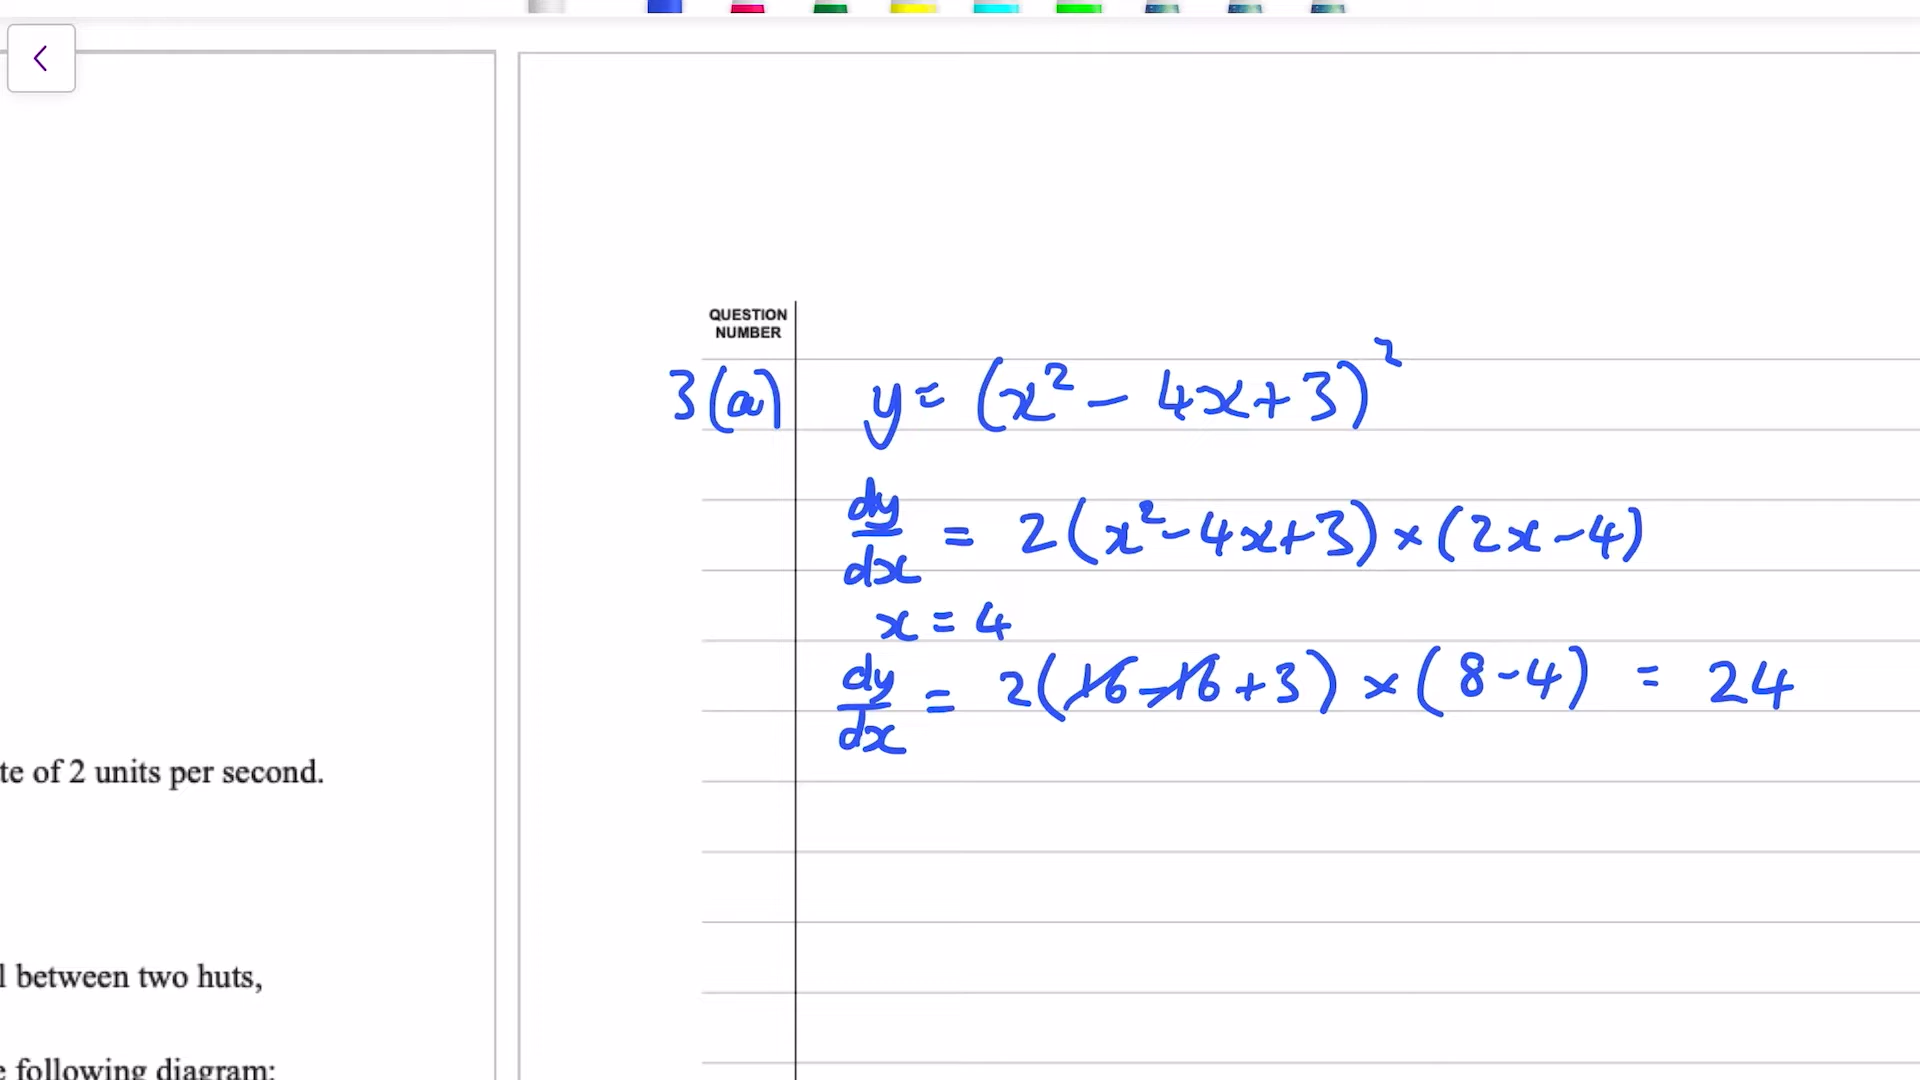 QUESTION
NUMBER
3(a) y = (x² - 4x + 3)²
dy/dx = 2(x² - 4x + 3) × (2x - 4)
x = 4
dy/dx = 2(16 - 16 + 3) × (8 - 4) = 24
te of 2 units per second.
l between two huts,
e following diagram: